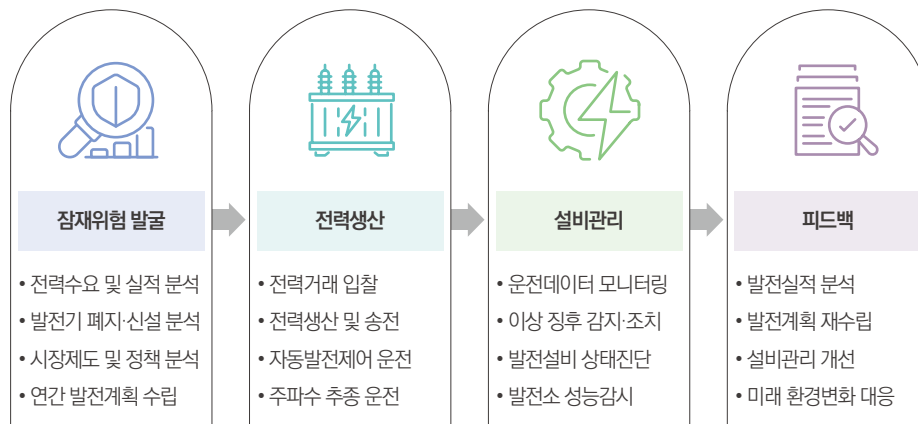 잠재위험 발굴
• 전력수요 및 실적 분석
• 발전기 폐지·신설 분석
• 시장제도 및 정책 분석
• 연간 발전계획 수립
전력생산
• 전력거래 입찰
• 전력생산 및 송전
• 자동발전제어 운전
• 주파수 추종 운전
설비관리
• 운전데이터 모니터링
• 이상 징후 감지·조치
• 발전설비 상태진단
• 발전소 성능감시
피드백
• 발전실적 분석
• 발전계획 재수립
• 설비관리 개선
• 미래 환경변화 대응